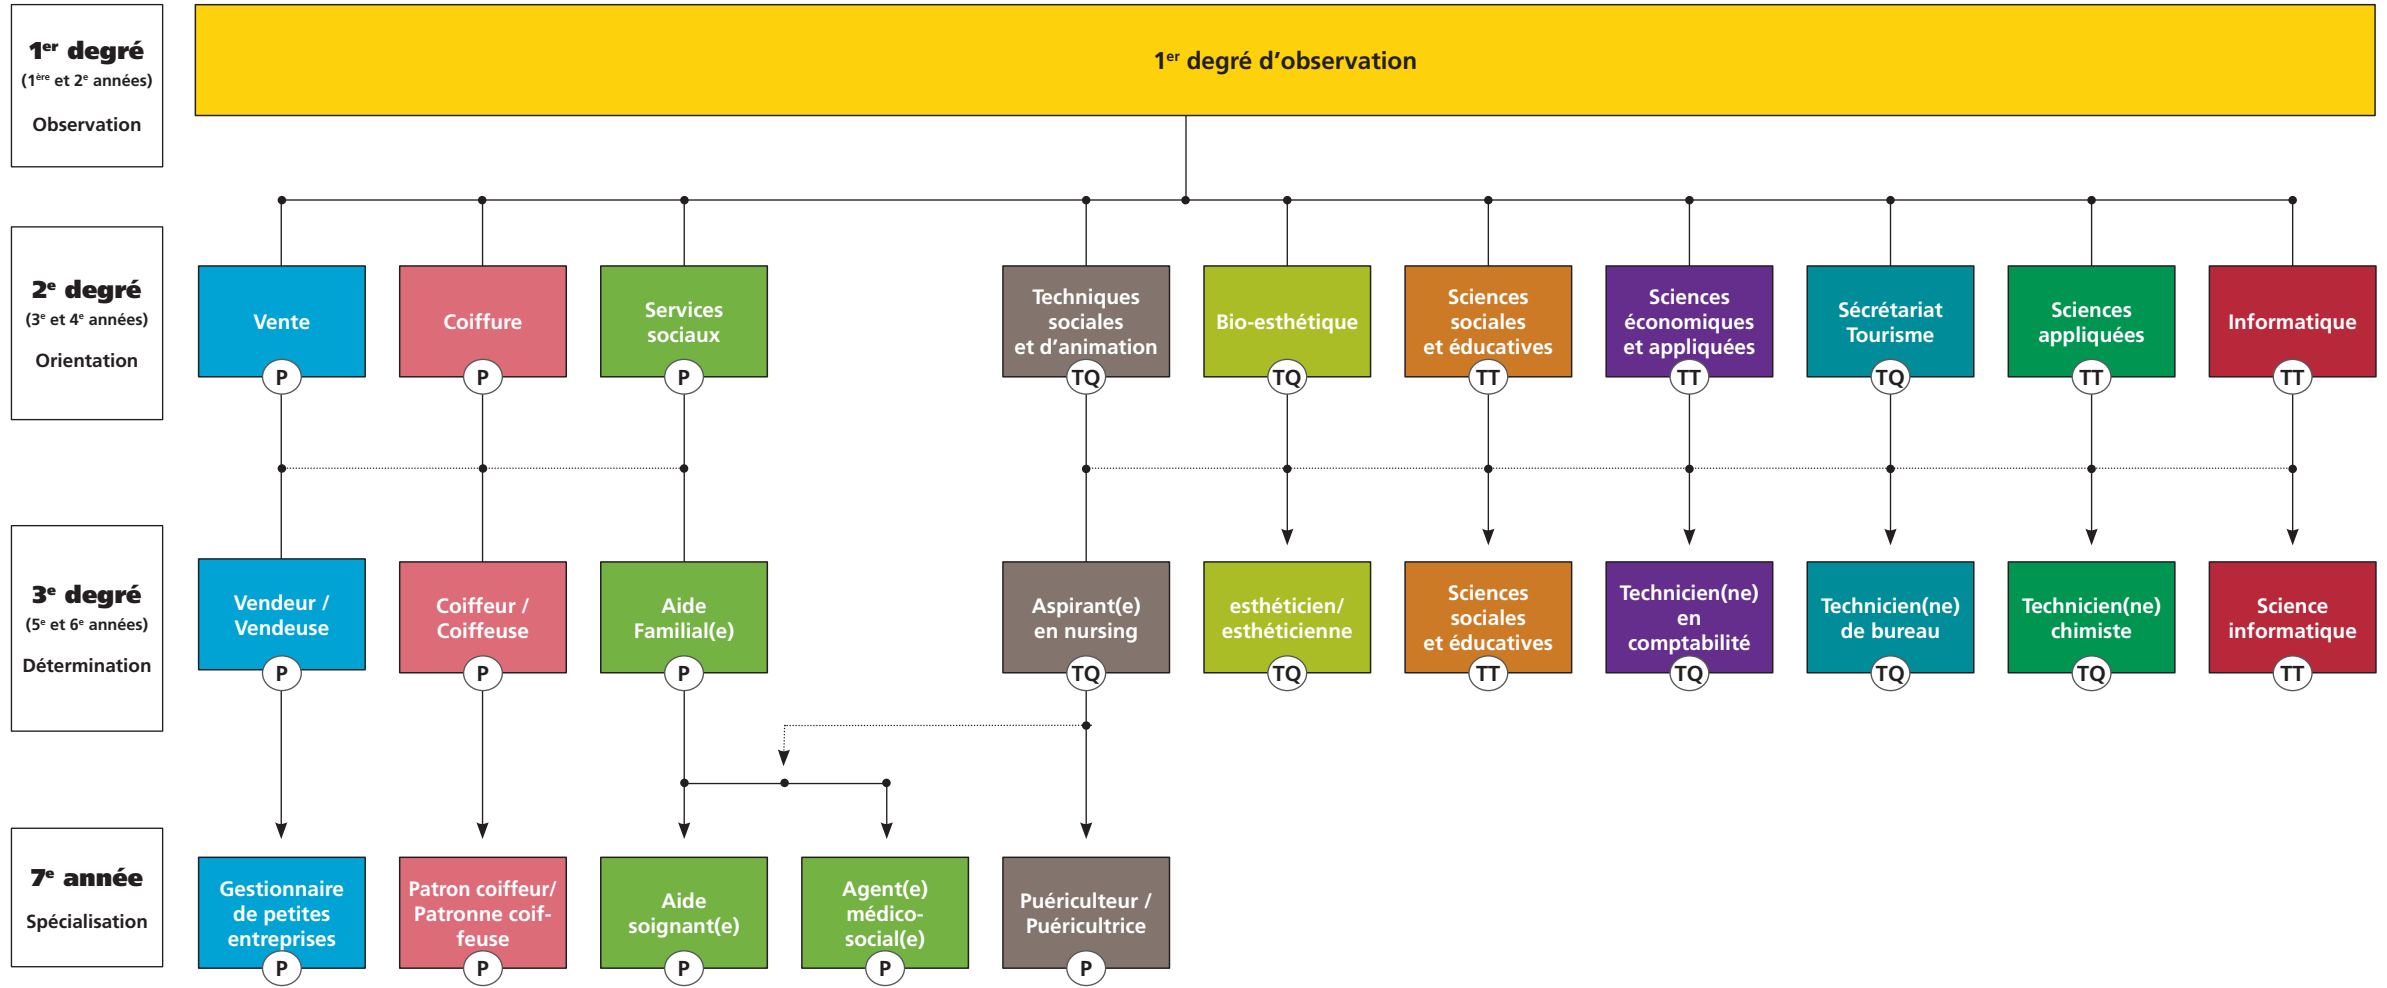 1er degré
(1ère et 2e années)
Observation
1er degré d’observation
2e degré
(3e et 4e années)
Orientation
Vente
P
Coiffure
P
Services
sociaux
P
Techniques
sociales
et d’animation
TQ
Bio-esthétique
TQ
Sciences
sociales
et éducatives
TT
Sciences
économiques
et appliquées
TT
Sécrétariat
Tourisme
TQ
Sciences
appliquées
TT
Informatique
TT
3e degré
(5e et 6e années)
Détermination
Vendeur /
Vendeuse
P
Coiffeur /
Coiffeuse
P
Aide
Familial(e)
P
Aspirant(e)
en nursing
TQ
esthéticien/
esthéticienne
TQ
Sciences
sociales
et éducatives
TT
Technicien(ne)
en
comptabilité
TQ
Technicien(ne)
de bureau
TQ
Technicien(ne)
chimiste
TQ
Science
informatique
TT
7e année
Spécialisation
Gestionnaire
de petites
entreprises
P
Patron coiffeur/
Patronne coif-
feuse
P
Aide
soignant(e)
P
Agent(e)
médico-
social(e)
P
Puériculteur /
Puéricultrice
P